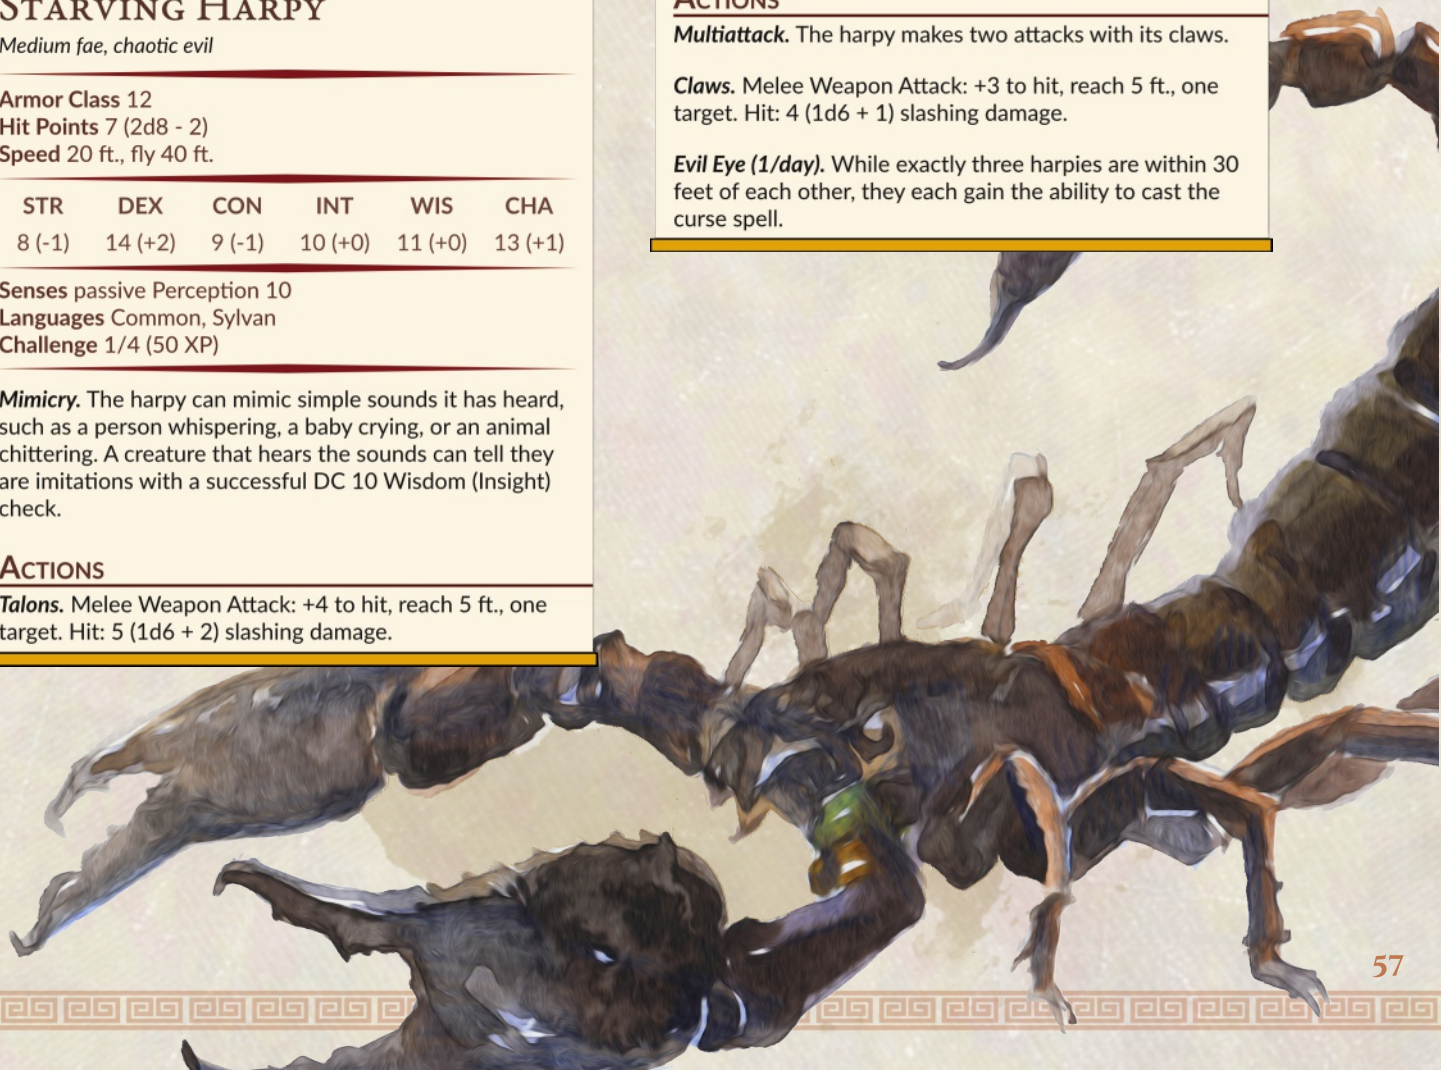 STARVING HARPY
Medium fae, chaotic evil
Armor Class 12
Hit Points 7 (2d8 - 2)
Speed 20 ft., fly 40 ft.
STR DEX CON INT WIS CHA
8 (-1) 14 (+2) 9 (-1) 10 (+0) 11 (+0) 13 (+1)
Senses passive Perception 10
Languages Common, Sylvan
Challenge 1/4 (50 XP)
Mimicry. The harpy can mimic simple sounds it has heard,
such as a person whispering, a baby crying, or an animal
chittering. A creature that hears the sounds can tell they
are imitations with a successful DC 10 Wisdom (Insight)
check.
ACTIONS
Talons. Melee Weapon Attack: +4 to hit, reach 5 ft., one
target. Hit: 5 (1d6 + 2) slashing damage.
ACTIONS
Multiattack. The harpy makes two attacks with its claws.
Claws. Melee Weapon Attack: +3 to hit, reach 5 ft., one
target. Hit: 4 (1d6 + 1) slashing damage.
Evil Eye (1/day). While exactly three harpies are within 30
feet of each other, they each gain the ability to cast the
curse spell.
57